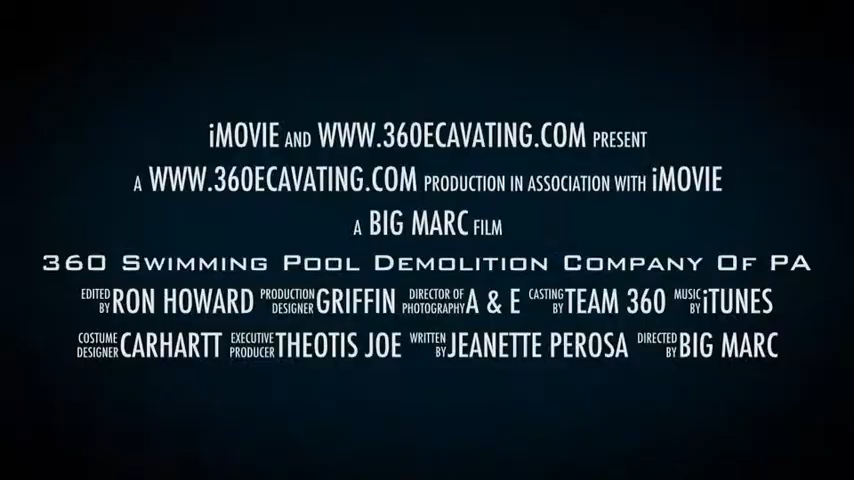 iMOVIE AND WWW.360ECAVATING.COM PRESENT
A WWW.360ECAVATING.COM PRODUCTION IN ASSOCIATION WITH iMOVIE
A BIG MARC FILM
360 SWIMMING POOL DEMOLITION COMPANY OF PA
EDITED BY RON HOWARD PRODUCTION DESIGNER GRIFFIN DIRECTOR OF PHOTOGRAPHY A & E CASTING BY TEAM 360 MUSIC BY iTUNES
COSTUME DESIGNER CARHARTT EXECUTIVE PRODUCER THEOTIS JOE WRITTEN BY JEANETTE PEROSA DIRECTED BY BIG MARC